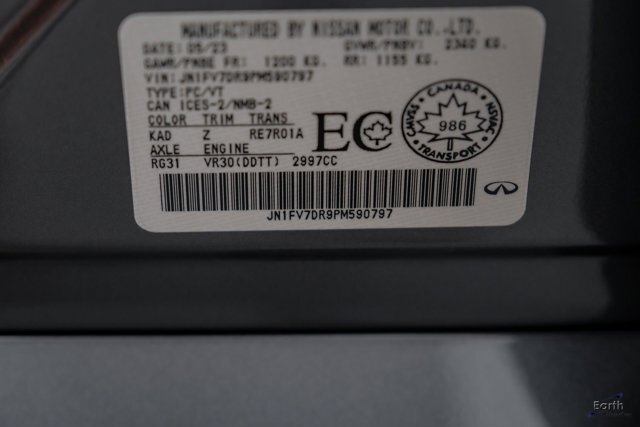 MANUFACTURED BY NISSAN MOTOR CO.,LTD.
DATE: 05/23 GVWR/PNBV: 2340 KG.
GAWR/PNBE FR: 1200 KG. RR: 1155 KG.
VIN: JN1FV7DR9PM590797
TYPE: PC/VT
CAN ICES-2/NMB-2
COLOR TRIM TRANS
KAD Z RE7R01A
AXLE ENGINE
RG31 VR30(DDTT) 2997CC
EC
CANADA
CMVSS
986
NSVAC
TRANSPORT
JN1FV7DR9PM590797
Earth